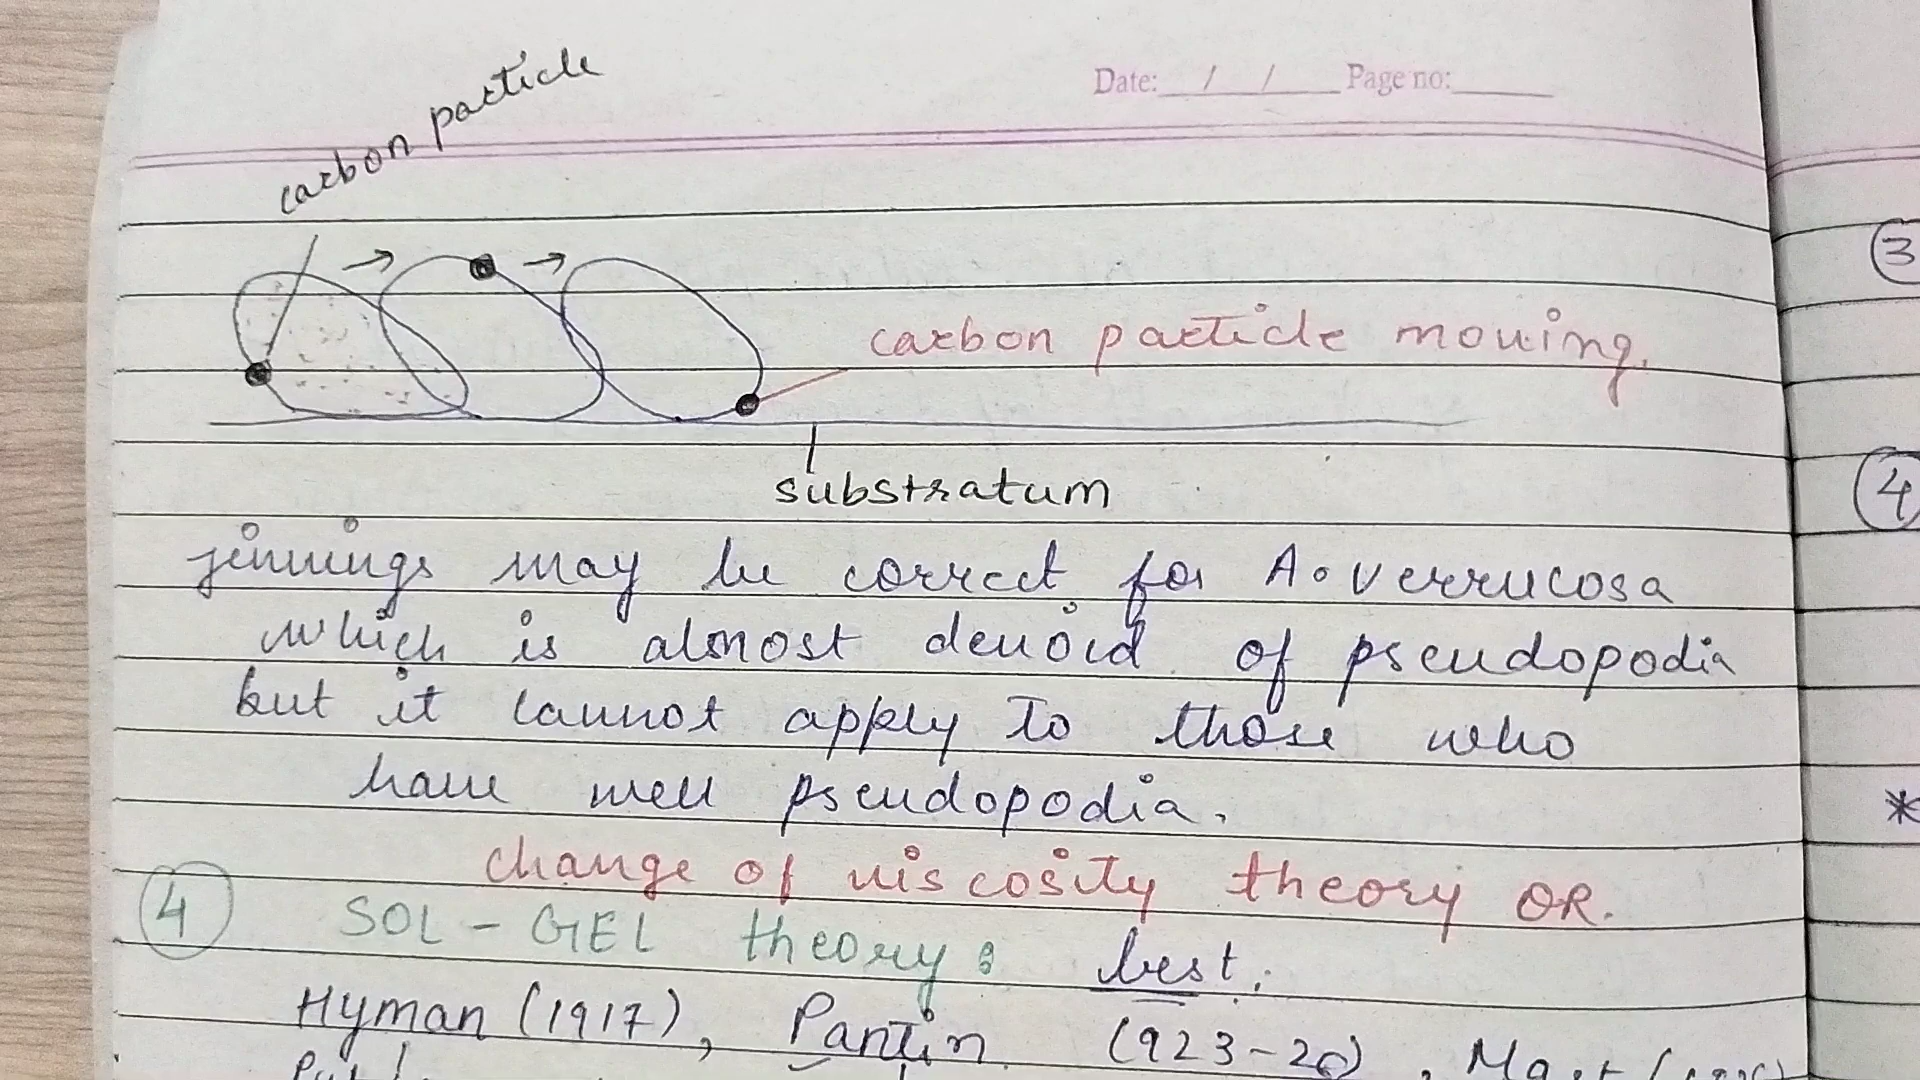 Date: / / Page no:
carbon particle
carbon particle moving.
substratum
jennings may be correct for A. verrucosa
which is almost devoid of pseudopodia
but it cannot apply to those who
have well pseudopodia.
change of viscosity theory OR.
4 SOL - GEL theory: best.
Hyman (1917), Pantin (923-20), Mast
3
4
*